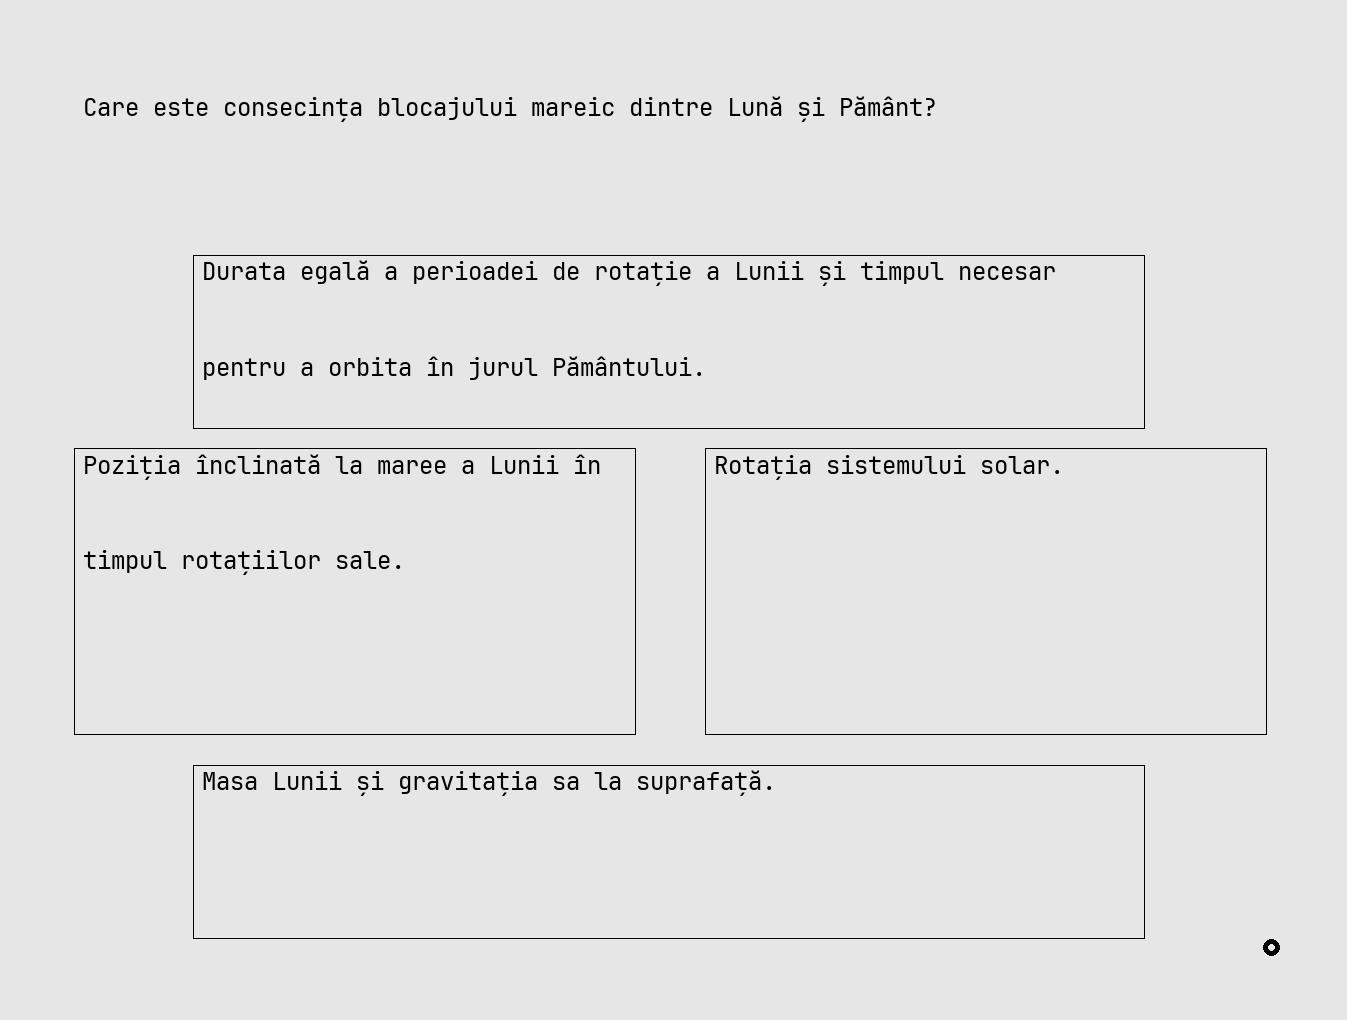 Care este consecința blocajului mareic dintre Lună și Pământ?
Durata egală a perioadei de rotație a Lunii și timpul necesar
pentru a orbita în jurul Pământului.
Poziția înclinată la maree a Lunii în
timpul rotațiilor sale.
Rotația sistemului solar.
Masa Lunii și gravitația sa la suprafață.